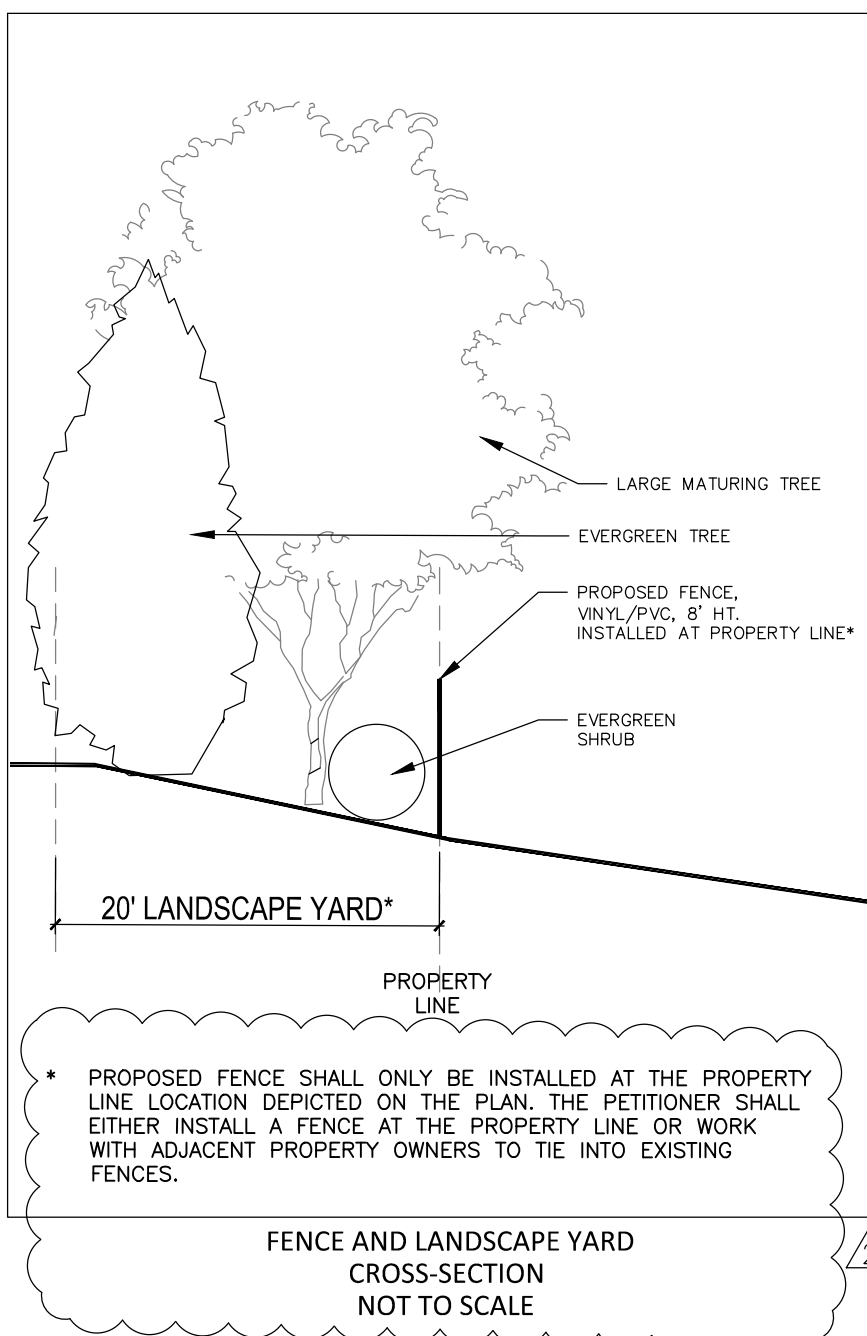 LARGE MATURING TREE
EVERGREEN TREE
PROPOSED FENCE,
VINYL/PVC, 8' HT.
INSTALLED AT PROPERTY LINE*
EVERGREEN
SHRUB
20' LANDSCAPE YARD*
PROPERTY
LINE
* PROPOSED FENCE SHALL ONLY BE INSTALLED AT THE PROPERTY
LINE LOCATION DEPICTED ON THE PLAN. THE PETITIONER SHALL
EITHER INSTALL A FENCE AT THE PROPERTY LINE OR WORK
WITH ADJACENT PROPERTY OWNERS TO TIE INTO EXISTING
FENCES.
FENCE AND LANDSCAPE YARD
CROSS-SECTION
NOT TO SCALE